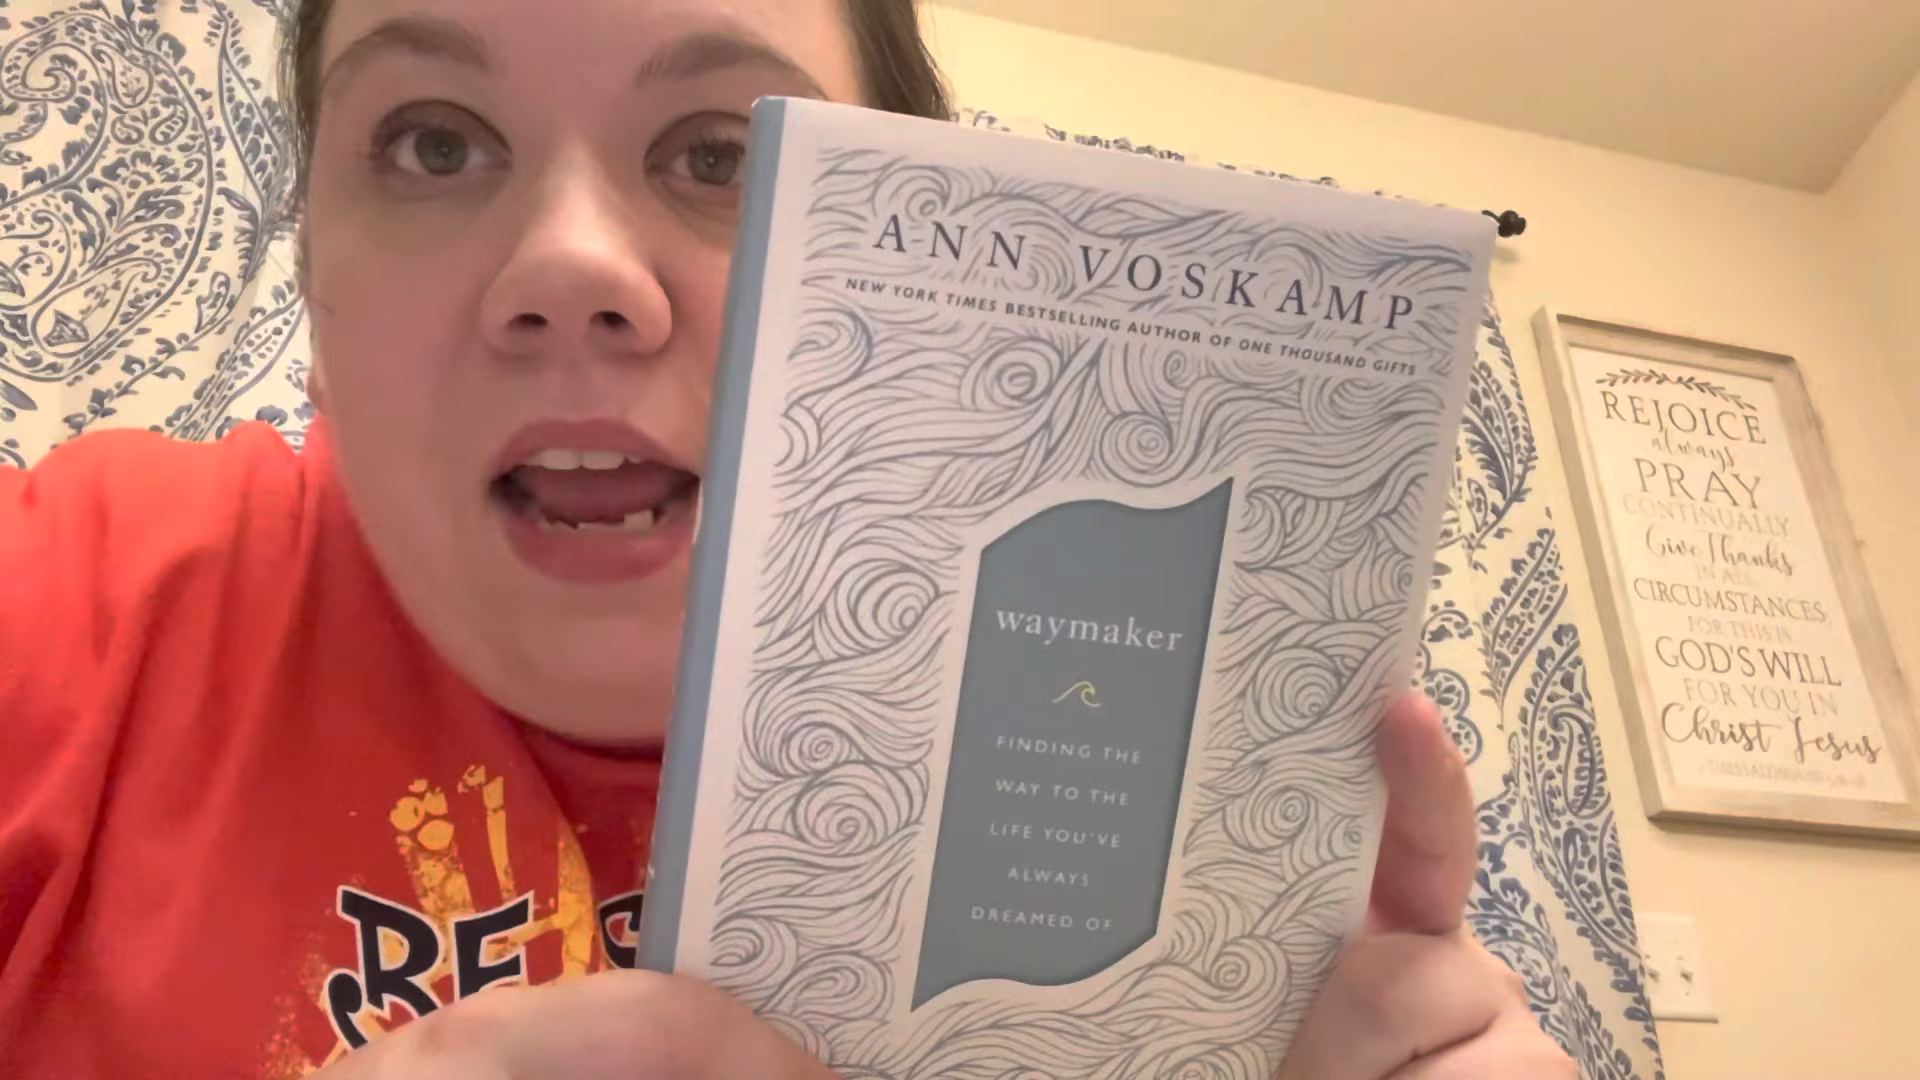 ANN VOSKAMP
NEW YORK TIMES BESTSELLING AUTHOR OF ONE THOUSAND GIFTS
waymaker
FINDING THE
WAY TO THE
LIFE YOU'VE
ALWAYS
DREAMED OF
REJOICE
always
PRAY
CONTINUALLY
Give Thanks
IN ALL
CIRCUMSTANCES
FOR THIS IS
GOD'S WILL
FOR YOU IN
Christ Jesus